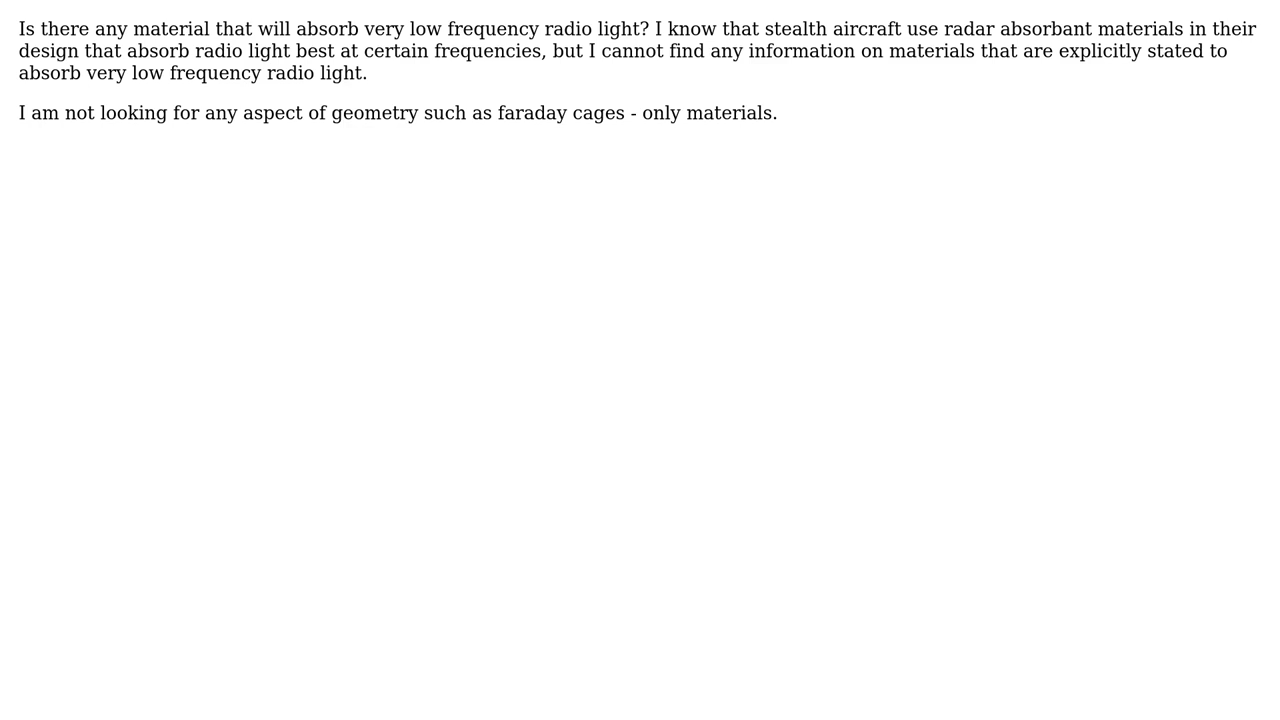 Is there any material that will absorb very low frequency radio light? I know that stealth aircraft use radar absorbant materials in their
design that absorb radio light best at certain frequencies, but I cannot find any information on materials that are explicitly stated to
absorb very low frequency radio light.
I am not looking for any aspect of geometry such as faraday cages - only materials.